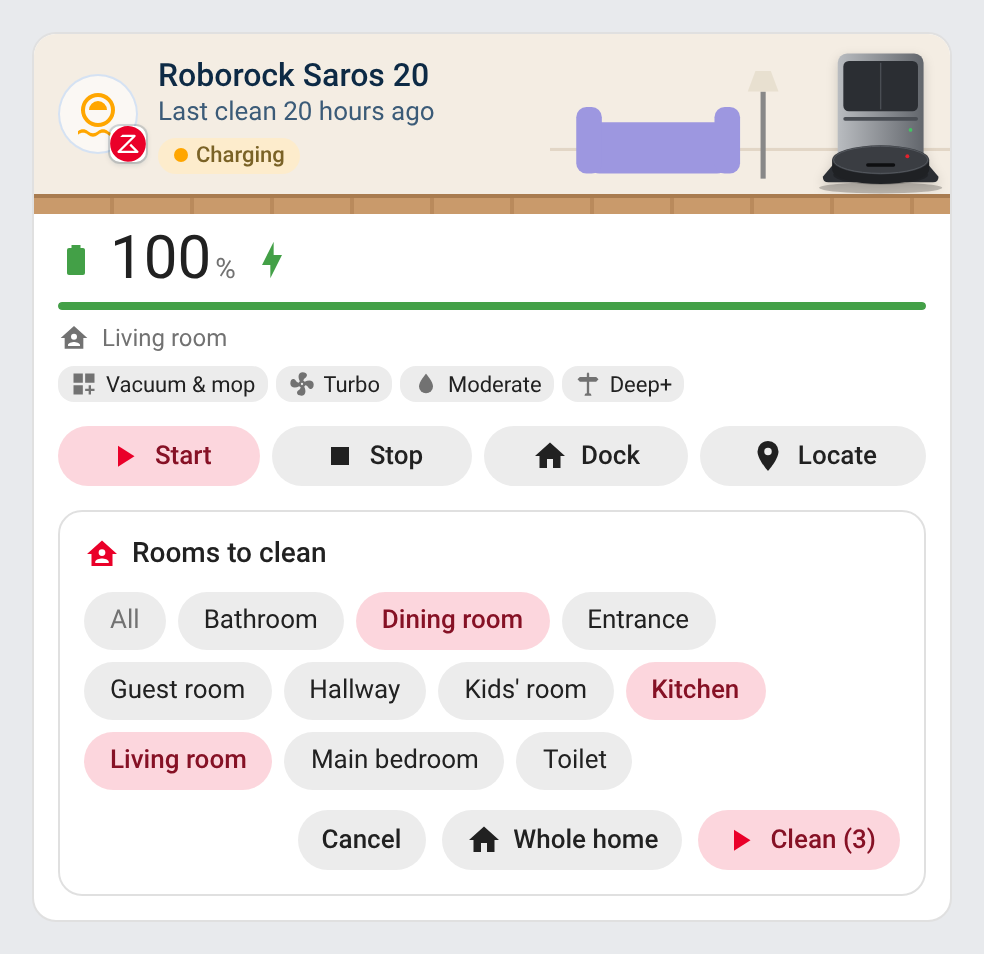 Roborock Saros 20
Last clean 20 hours ago
Charging
100 %
Living room
Vacuum & mop Turbo Moderate Deep+
Start Stop Dock Locate
Rooms to clean
All Bathroom Dining room Entrance
Guest room Hallway Kids' room Kitchen
Living room Main bedroom Toilet
Cancel Whole home Clean (3)